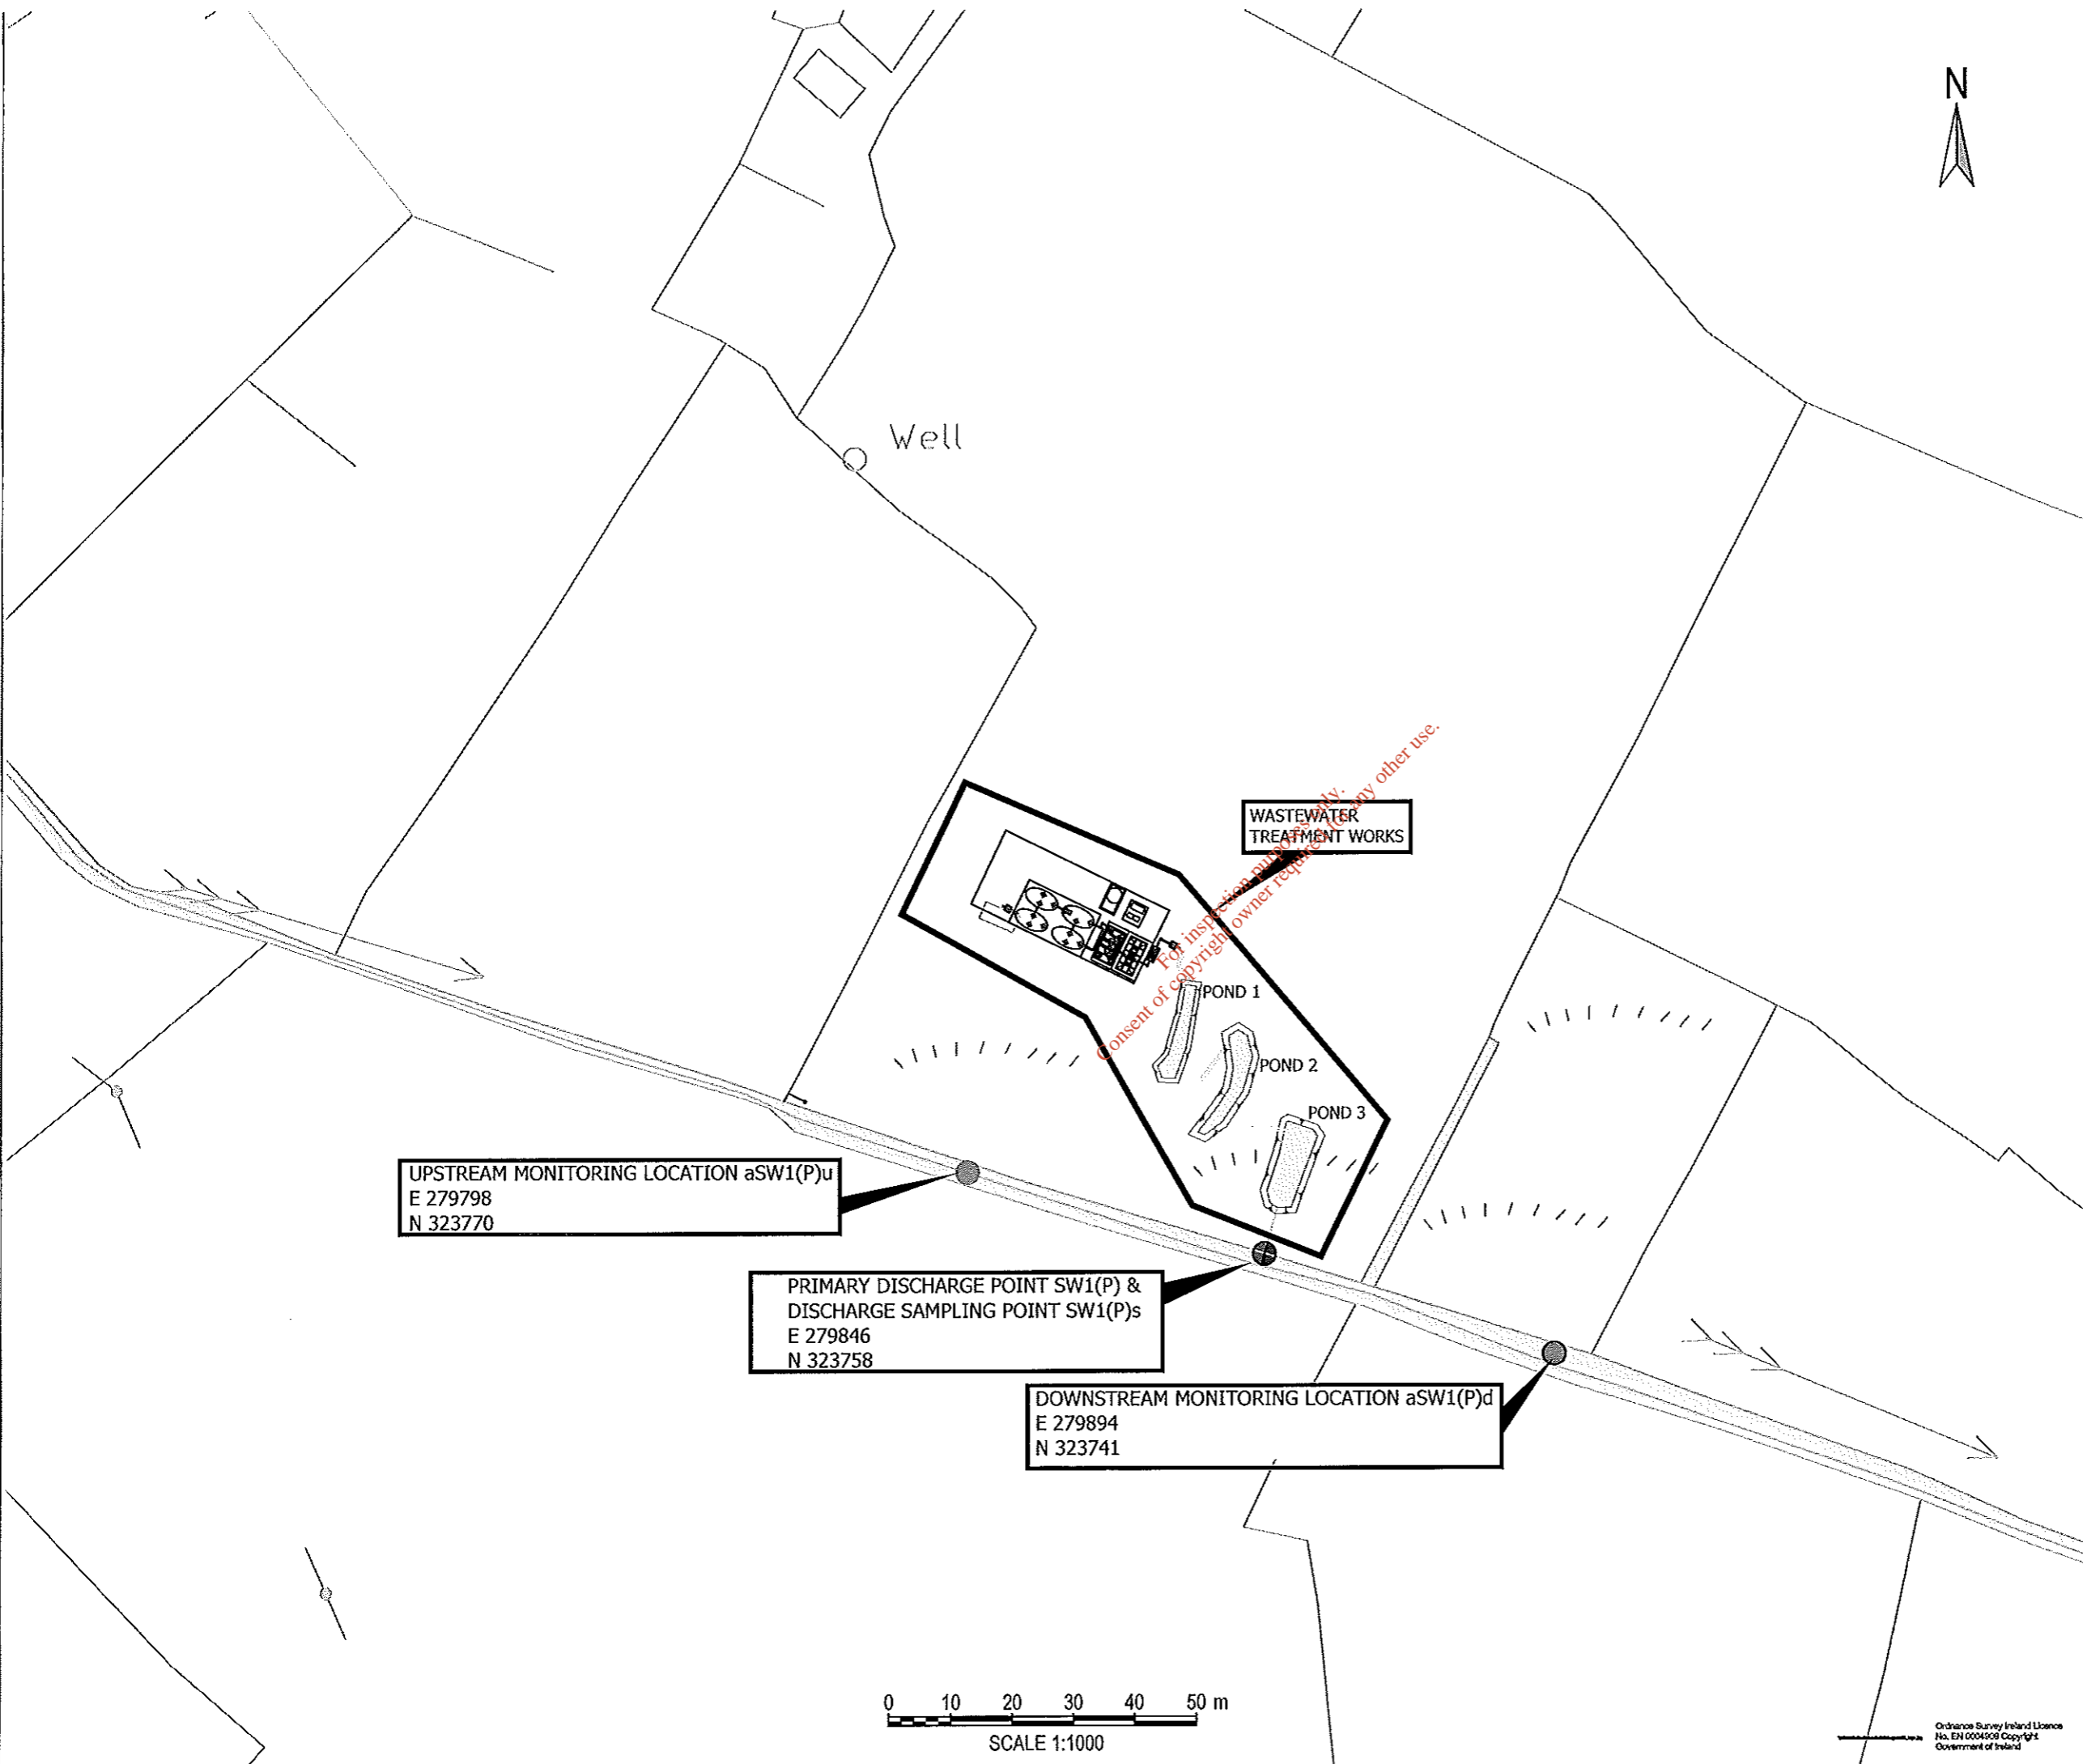 N
Well
For inspection purposes only.
Consent of copyright owner required for any other use.
WASTEWATER
TREATMENT WORKS
POND 1
POND 2
POND 3
UPSTREAM MONITORING LOCATION aSW1(P)u
E 279798
N 323770
PRIMARY DISCHARGE POINT SW1(P) &
DISCHARGE SAMPLING POINT SW1(P)s
E 279846
N 323758
DOWNSTREAM MONITORING LOCATION aSW1(P)d
E 279894
N 323741
0 10 20 30 40 50 m
SCALE 1:1000
Ordnance Survey Ireland Licence
No. EN 0004909 Copyright
Government of Ireland